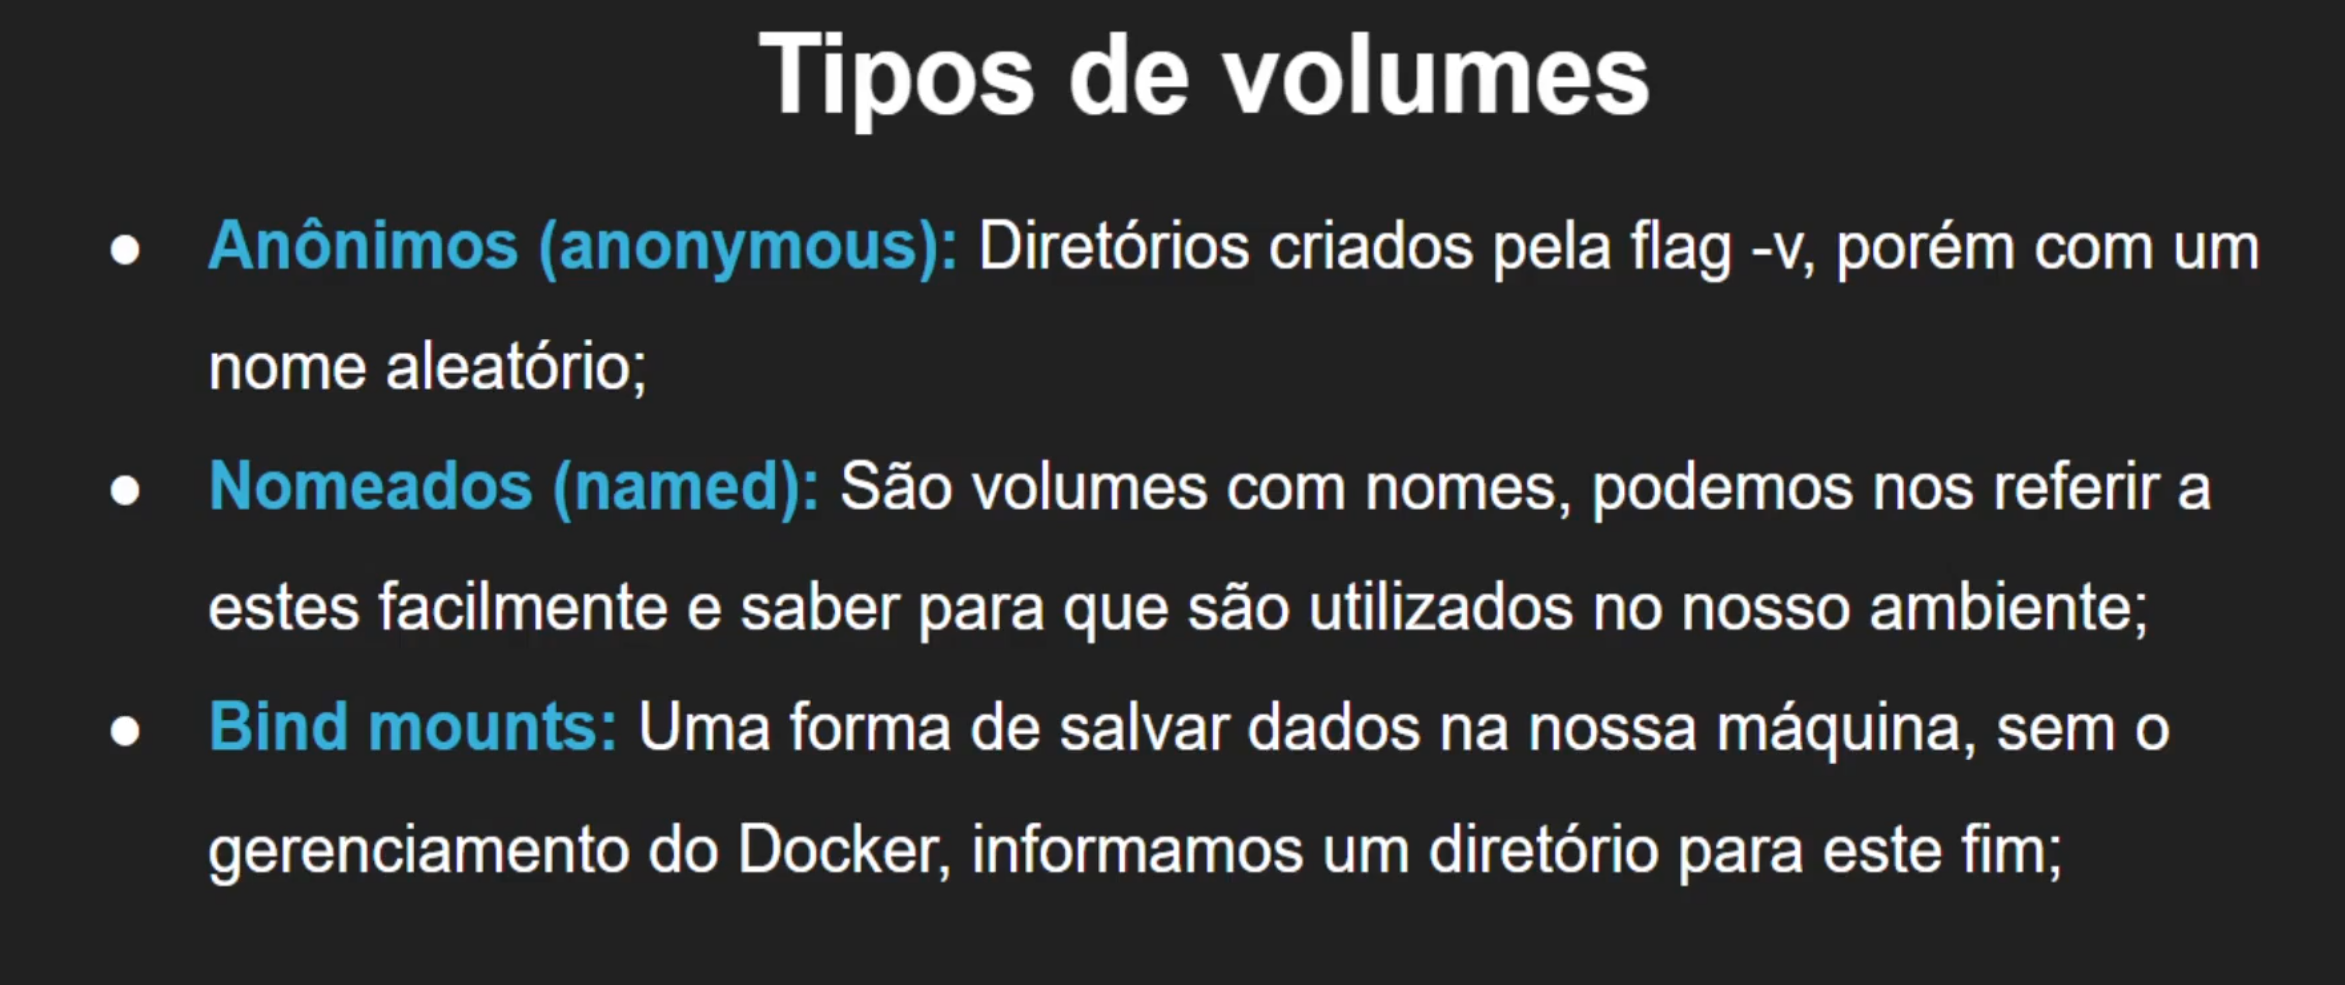 Tipos de volumes
● Anônimos (anonymous): Diretórios criados pela flag -v, porém com um
nome aleatório;
● Nomeados (named): São volumes com nomes, podemos nos referir a
estes facilmente e saber para que são utilizados no nosso ambiente;
● Bind mounts: Uma forma de salvar dados na nossa máquina, sem o
gerenciamento do Docker, informamos um diretório para este fim;